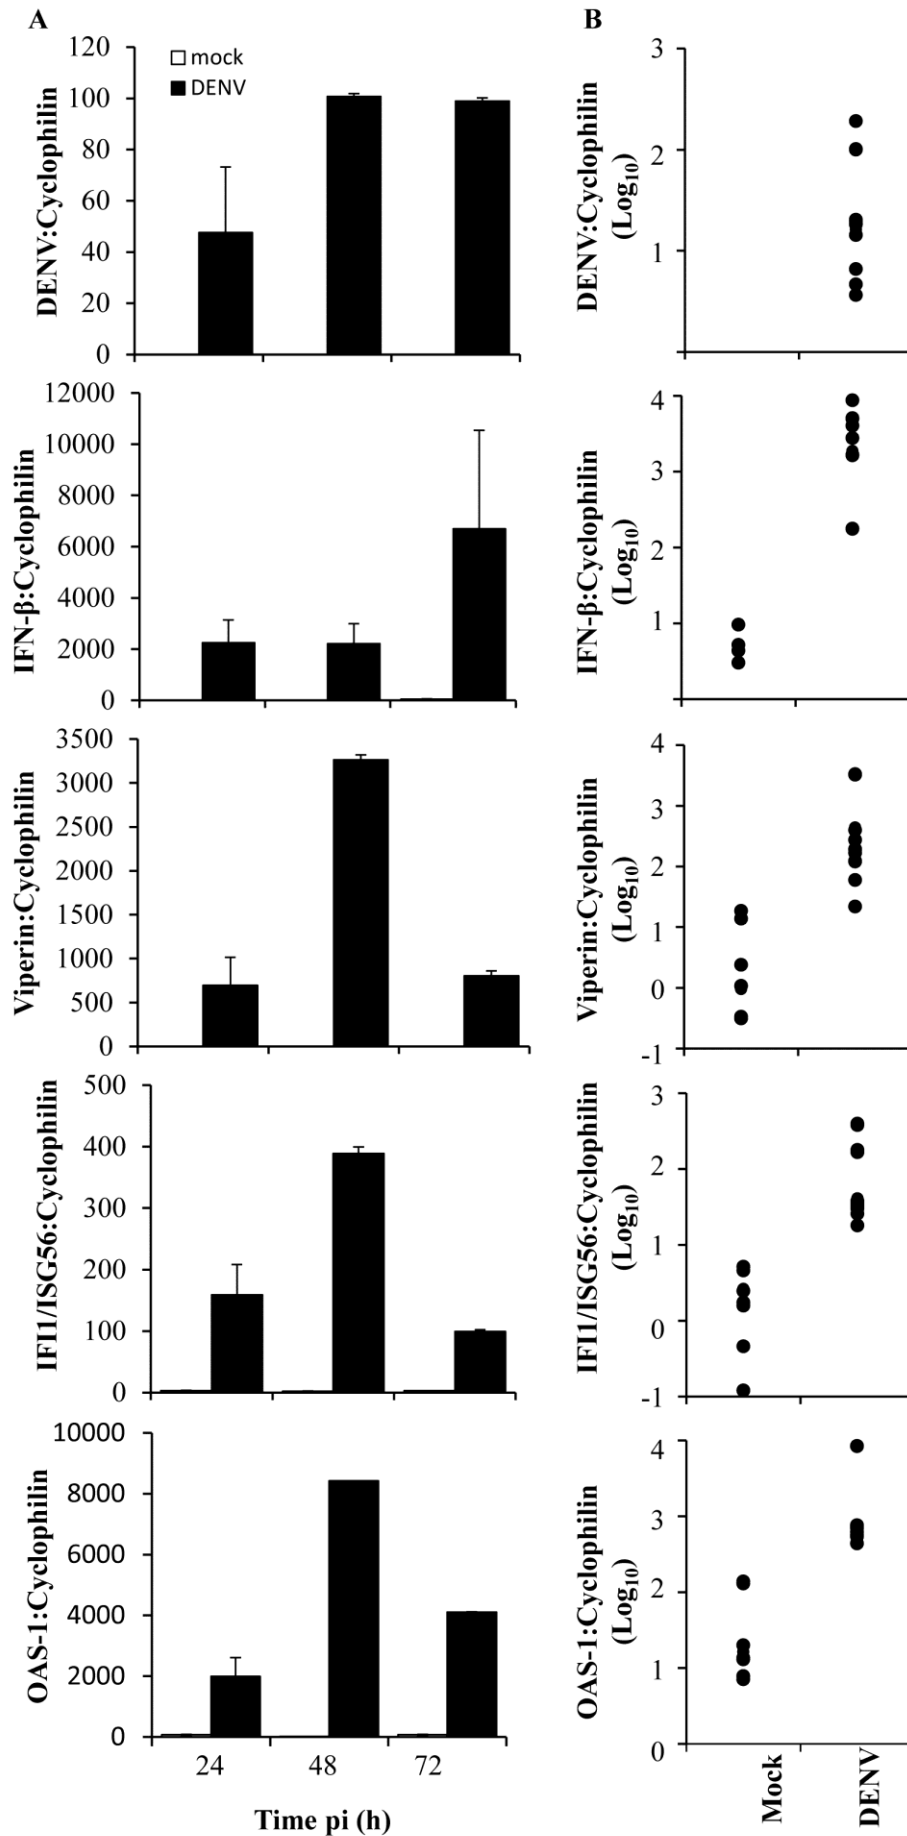 A
mock
DENV
DENV:Cyclophilin
120
100
80
60
40
20
0
B
DENV:Cyclophilin
(Log10)
3
2
1
IFN-β:Cyclophilin
12000
10000
8000
6000
4000
2000
0
IFN-β:Cyclophilin
(Log10)
4
3
2
1
Viperin:Cyclophilin
3500
3000
2500
2000
1500
1000
500
0
Viperin:Cyclophilin
(Log10)
4
3
2
1
0
-1
IFI1/ISG56:Cyclophilin
500
400
300
200
100
0
IFI1/ISG56:Cyclophilin
(Log10)
3
2
1
0
-1
OAS-1:Cyclophilin
10000
8000
6000
4000
2000
0
24 48 72
Time pi (h)
OAS-1:Cyclophilin
(Log10)
4
3
2
1
0
Mock
DENV